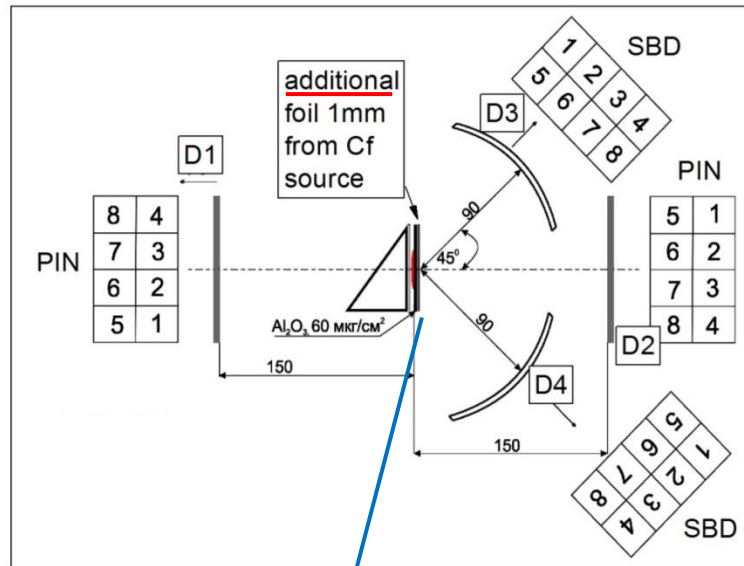 additional
foil 1mm
from Cf
source
SBD
1
2
3
4
5
6
7
8
D3
D1
PIN
8 4
7 3
6 2
5 1
PIN
5 1
6 2
7 3
8 4
90
45⁰
90
Al₂O₃, 60 мкг/см²
D2
D4
150
150
5
1
6
2
7
3
8
4
SBD